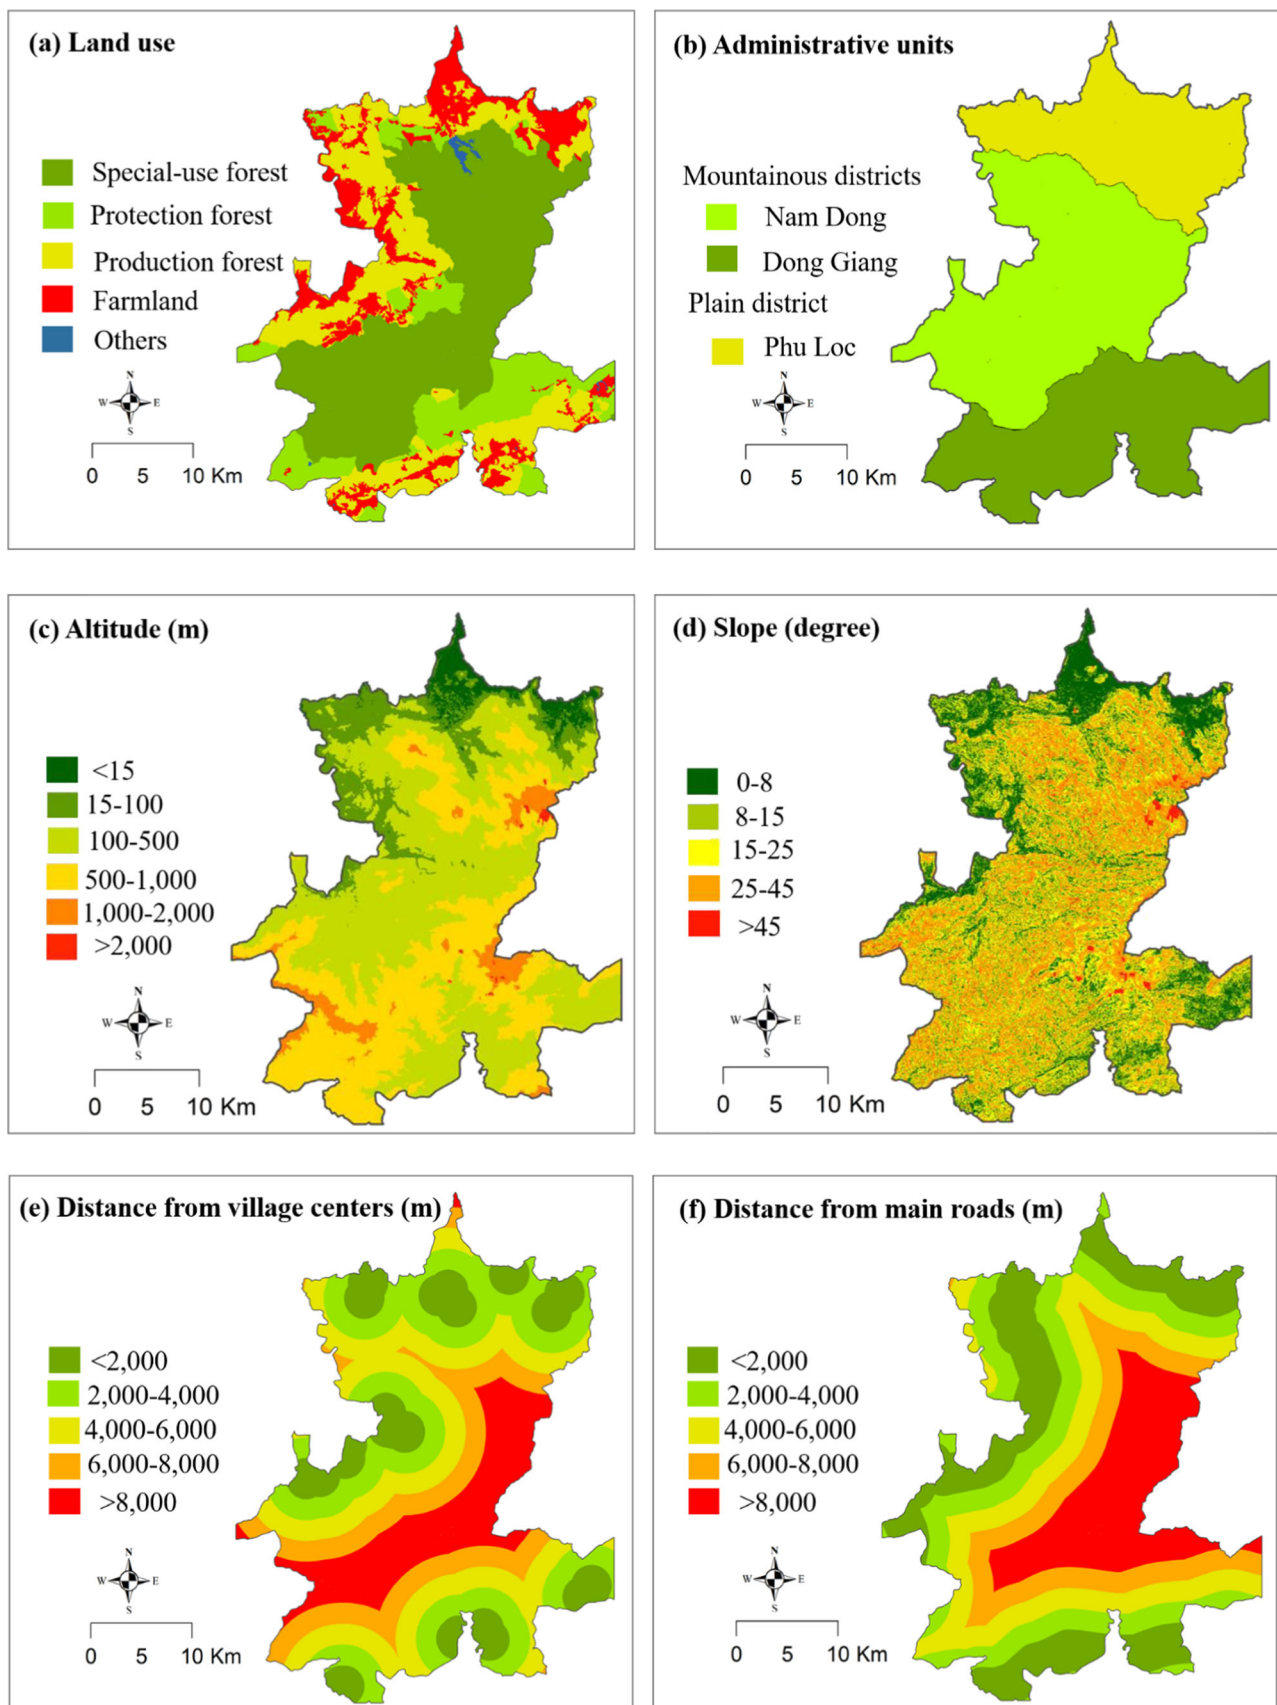 (a) Land use
Special-use forest
Protection forest
Production forest
Farmland
Others
N
W E
S
0 5 10 Km
(b) Administrative units
Mountainous districts
Nam Dong
Dong Giang
Plain district
Phu Loc
N
W E
S
0 5 10 Km
(c) Altitude (m)
<15
15-100
100-500
500-1,000
1,000-2,000
>2,000
N
W E
S
0 5 10 Km
(d) Slope (degree)
0-8
8-15
15-25
25-45
>45
N
W E
S
0 5 10 Km
(e) Distance from village centers (m)
<2,000
2,000-4,000
4,000-6,000
6,000-8,000
>8,000
N
W E
S
0 5 10 Km
(f) Distance from main roads (m)
<2,000
2,000-4,000
4,000-6,000
6,000-8,000
>8,000
N
W E
S
0 5 10 Km